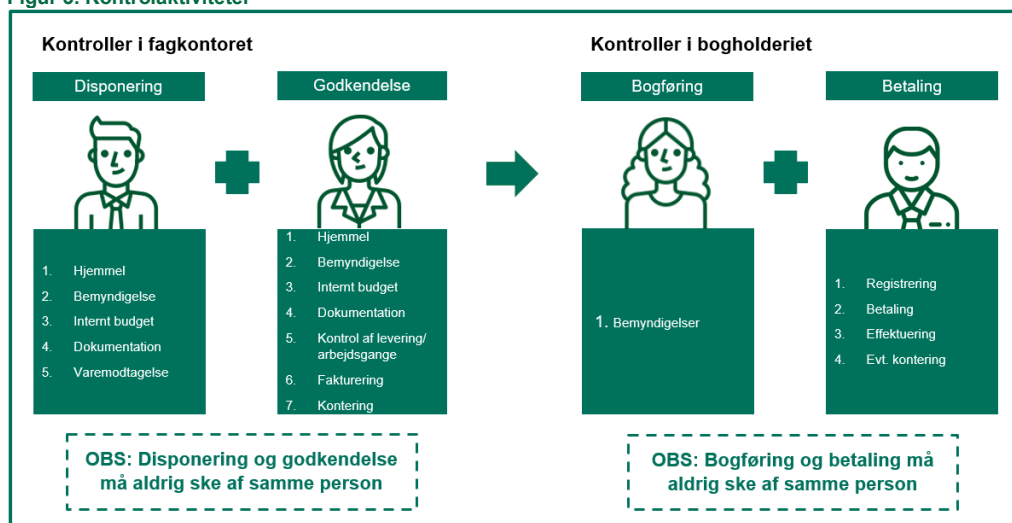 Figur 3. Kontrolaktiviteter
Kontroller i fagkontoret
Disponering
1. Hjemmel
2. Bemyndigelse
3. Internt budget
4. Dokumentation
5. Varemodtagelse
Godkendelse
1. Hjemmel
2. Bemyndigelse
3. Internt budget
4. Dokumentation
5. Kontrol af levering/
arbejdsgange
6. Fakturering
7. Kontering
OBS: Disponering og godkendelse
må aldrig ske af samme person
Kontroller i bogholderiet
Bogføring
1. Bemyndigelser
Betaling
1. Registrering
2. Betaling
3. Effektuering
4. Evt. kontering
OBS: Bogføring og betaling må
aldrig ske af samme person